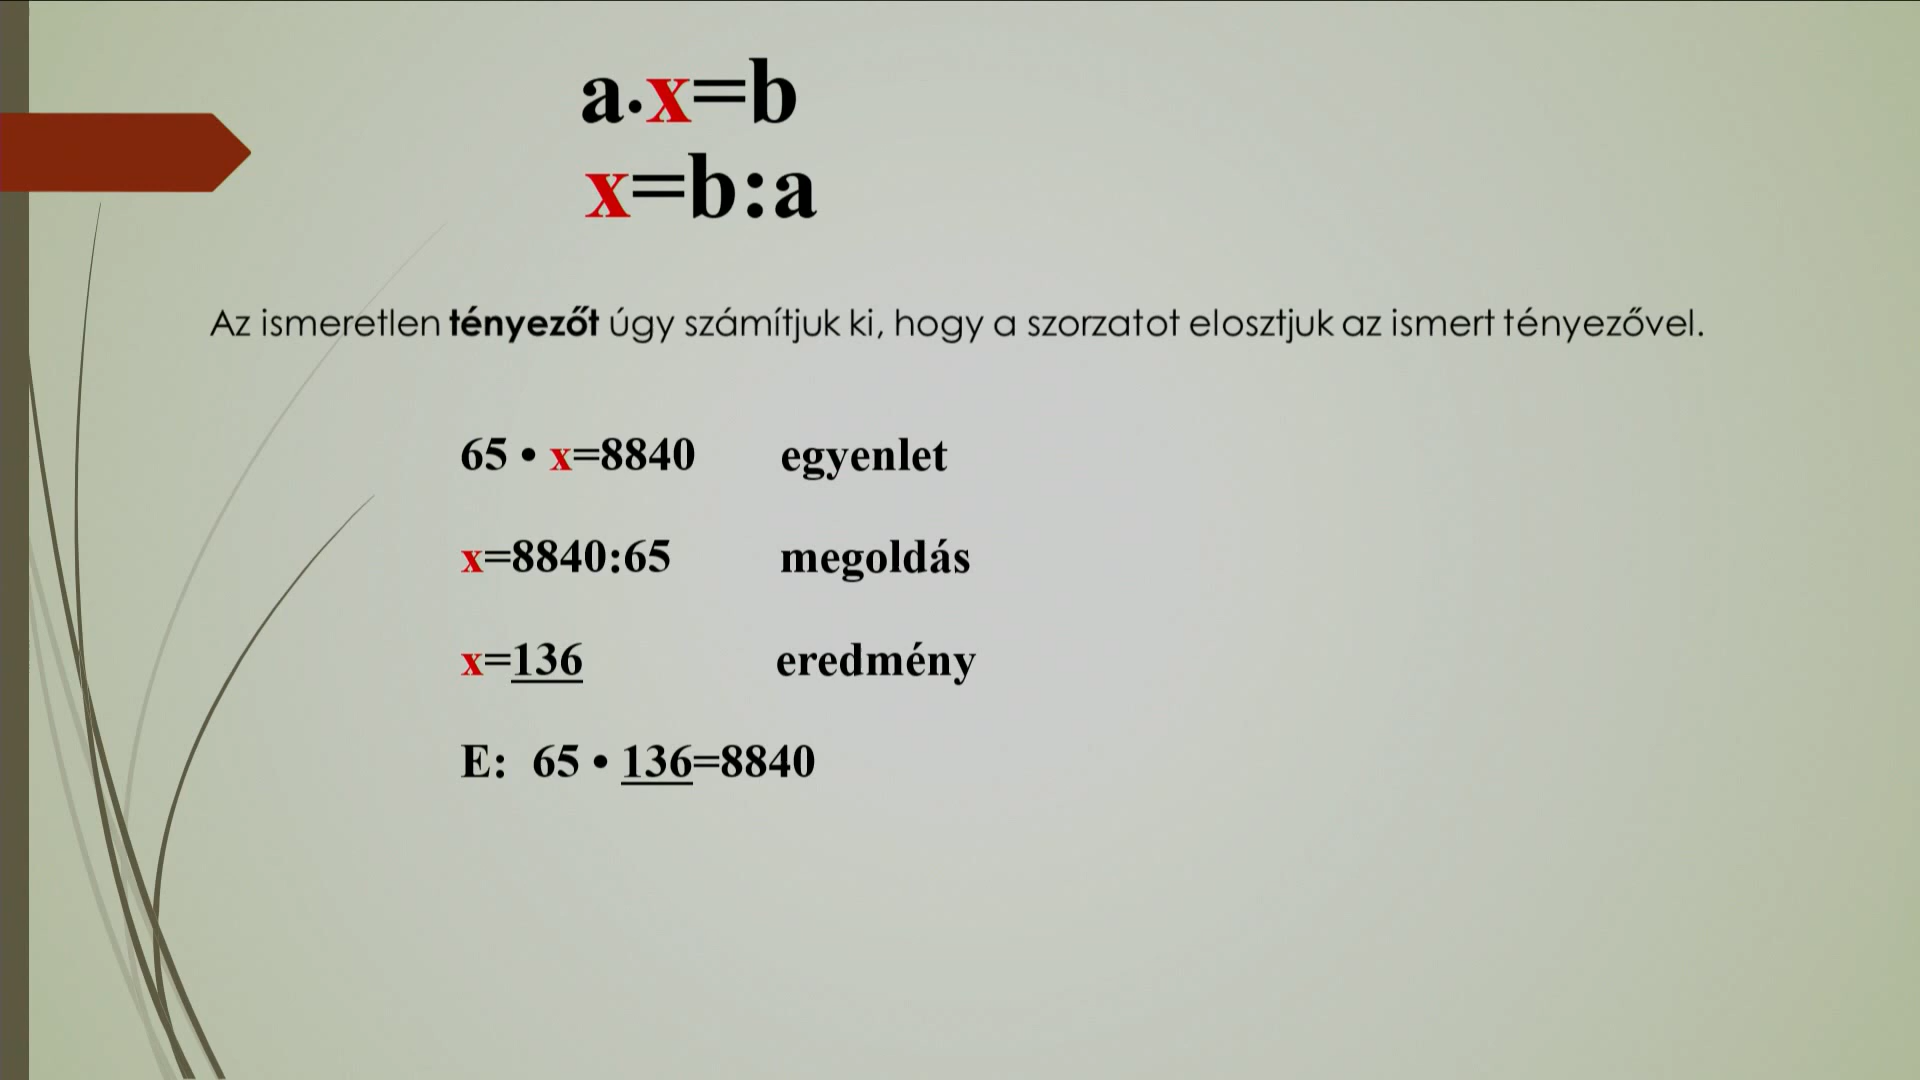 a·x=b
x=b:a
Az ismeretlen tényezőt úgy számítjuk ki, hogy a szorzatot elosztjuk az ismert tényezővel.
65 • x=8840 egyenlet
x=8840:65 megoldás
x=136 eredmény
E: 65 • 136=8840